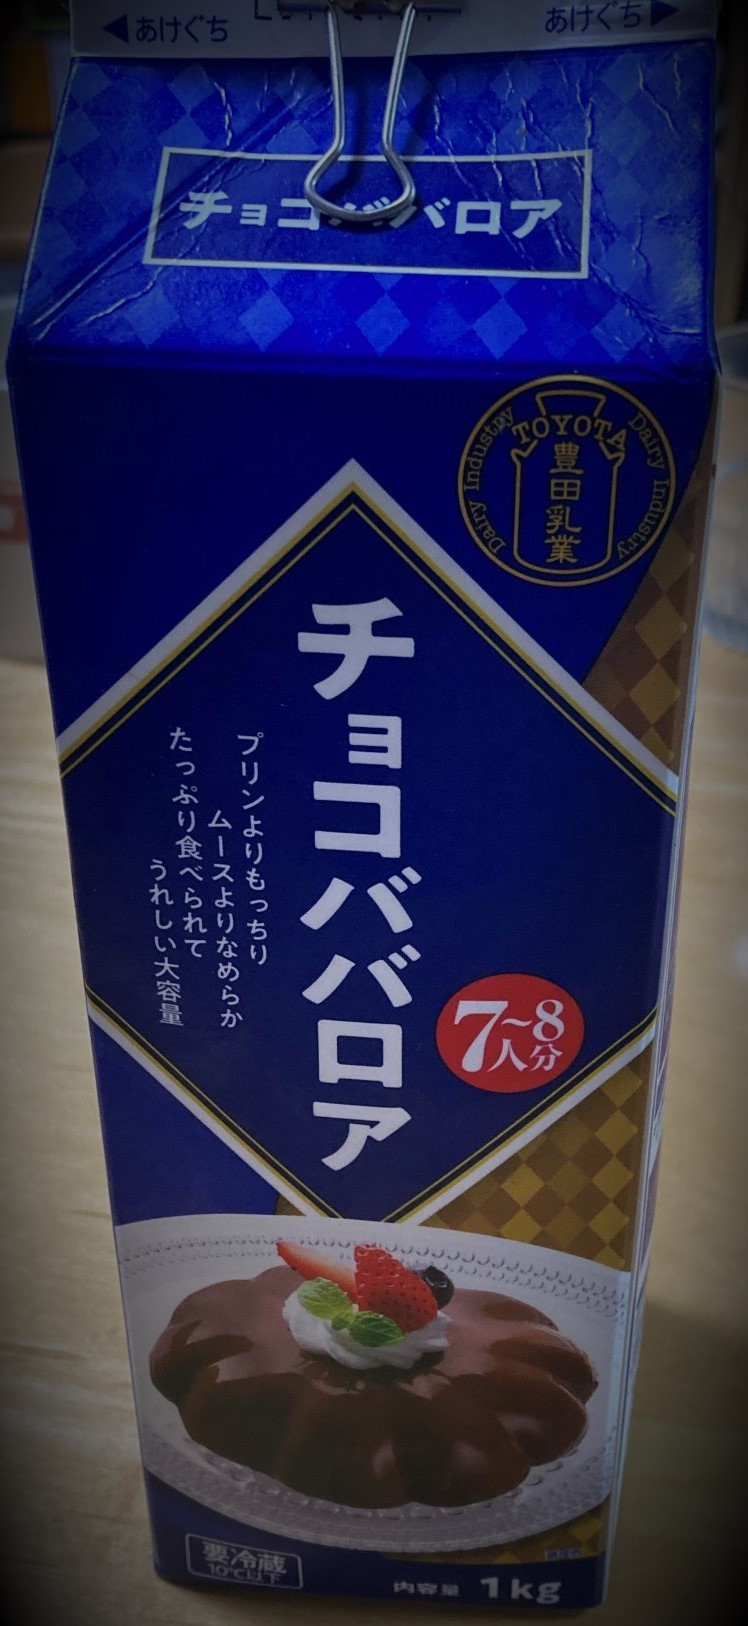 あけぐち
あけぐち
チョコババロア
TOYOTA
Dairy Industry
Dairy Industry
豊田乳業
チョコババロア
プリンよりもっちり
ムースよりなめらか
たっぷり食べられて
うれしい大容量
7~8
人分
要冷蔵
10℃以下
内容量 1kg